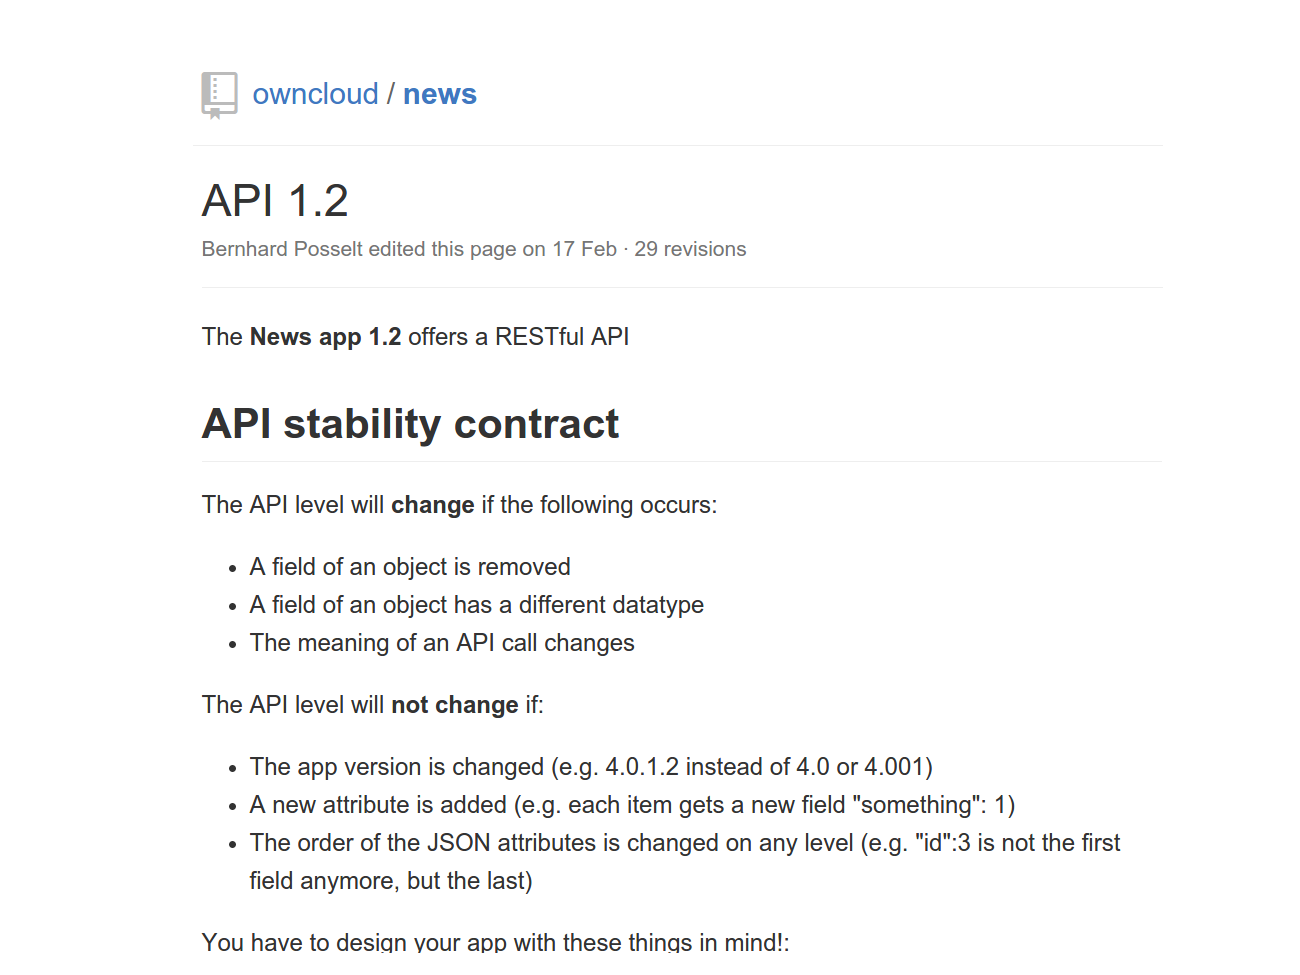 owncloud / news
API 1.2
Bernhard Posselt edited this page on 17 Feb · 29 revisions
The News app 1.2 offers a RESTful API
API stability contract
The API level will change if the following occurs:
• A field of an object is removed
• A field of an object has a different datatype
• The meaning of an API call changes
The API level will not change if:
• The app version is changed (e.g. 4.0.1.2 instead of 4.0 or 4.001)
• A new attribute is added (e.g. each item gets a new field "something": 1)
• The order of the JSON attributes is changed on any level (e.g. "id":3 is not the first
field anymore, but the last)
You have to design your app with these things in mind!: